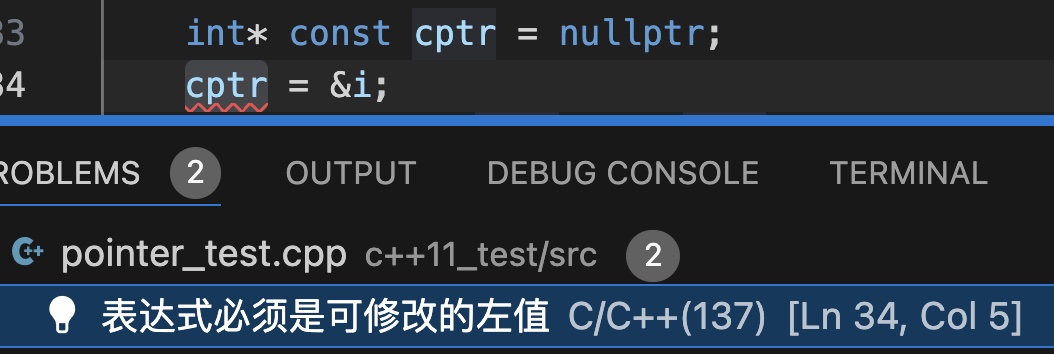 33 int* const cptr = nullptr;
34 cptr = &i;
ROBLEMS 2 OUTPUT DEBUG CONSOLE TERMINAL
C++ pointer_test.cpp c++11_test/src 2
表达式必须是可修改的左值 C/C++(137) [Ln 34, Col 5]